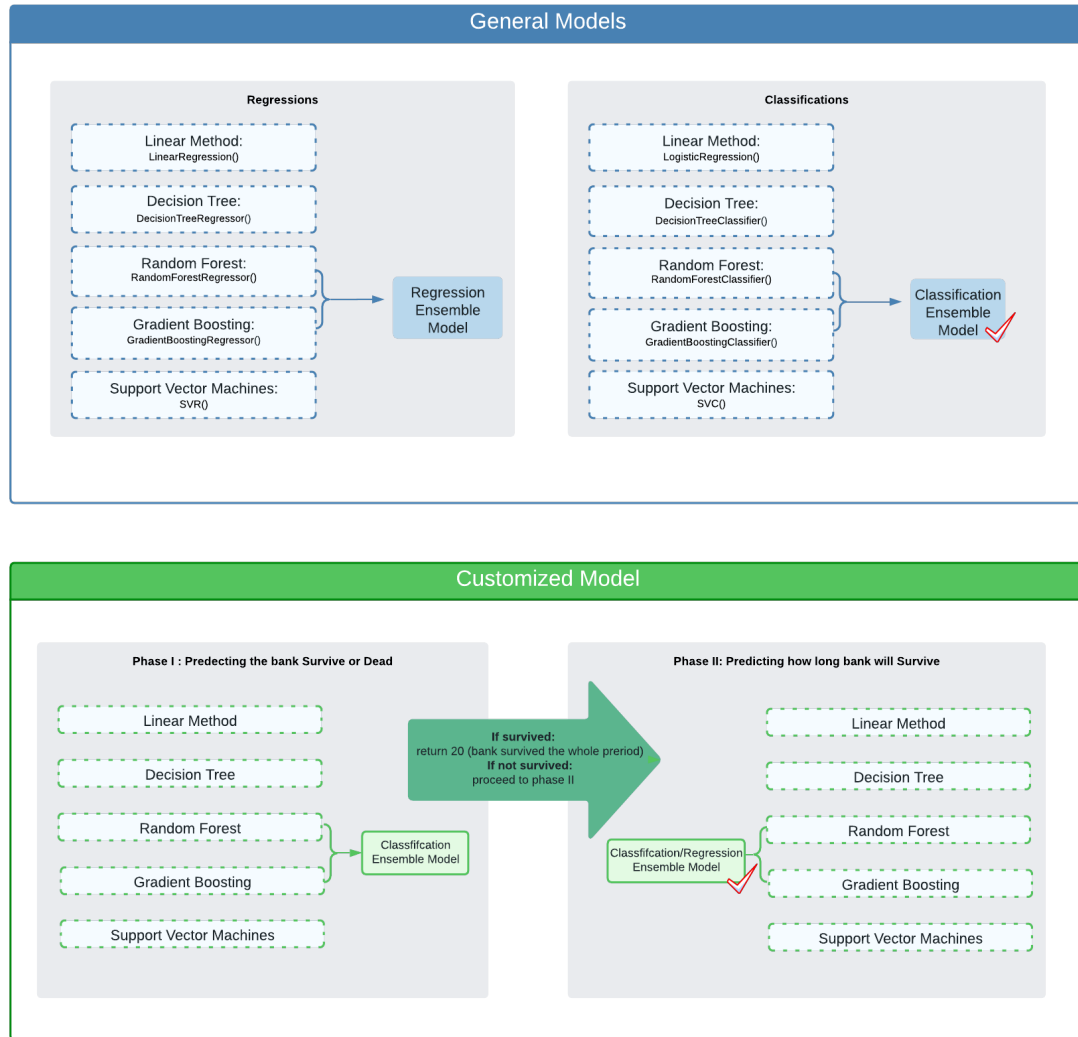 General Models
Regressions
Linear Method:
LinearRegression()
Decision Tree:
DecisionTreeRegressor()
Random Forest:
RandomForestRegressor()
Gradient Boosting:
GradientBoostingRegressor()
Support Vector Machines:
SVR()
Regression
Ensemble
Model
Classifications
Linear Method:
LogisticRegression()
Decision Tree:
DecisionTreeClassifier()
Random Forest:
RandomForestClassifier()
Gradient Boosting:
GradientBoostingClassifier()
Support Vector Machines:
SVC()
Classification
Ensemble
Model
Customized Model
Phase I : Predecting the bank Survive or Dead
Linear Method
Decision Tree
Random Forest
Gradient Boosting
Support Vector Machines
Classfifcation
Ensemble Model
If survived:
return 20 (bank survived the whole preriod)
If not survived:
proceed to phase II
Phase II: Predicting how long bank will Survive
Classfifcation/Regression
Ensemble Model
Linear Method
Decision Tree
Random Forest
Gradient Boosting
Support Vector Machines